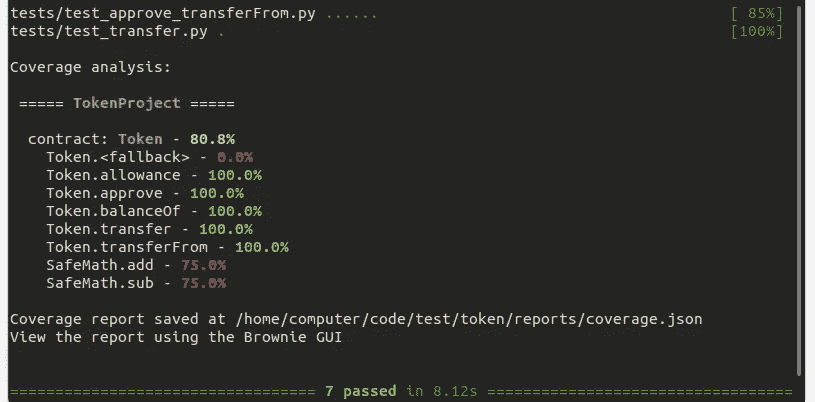 tests/test_approve_transferFrom.py ...... [ 85%]
tests/test_transfer.py . [100%]
Coverage analysis:
===== TokenProject =====
contract: Token - 80.8%
Token.<fallback> - 0.0%
Token.allowance - 100.0%
Token.approve - 100.0%
Token.balanceOf - 100.0%
Token.transfer - 100.0%
Token.transferFrom - 100.0%
SafeMath.add - 75.0%
SafeMath.sub - 75.0%
Coverage report saved at /home/computer/code/test/token/reports/coverage.json
View the report using the Brownie GUI
================================== 7 passed in 8.12s ==================================